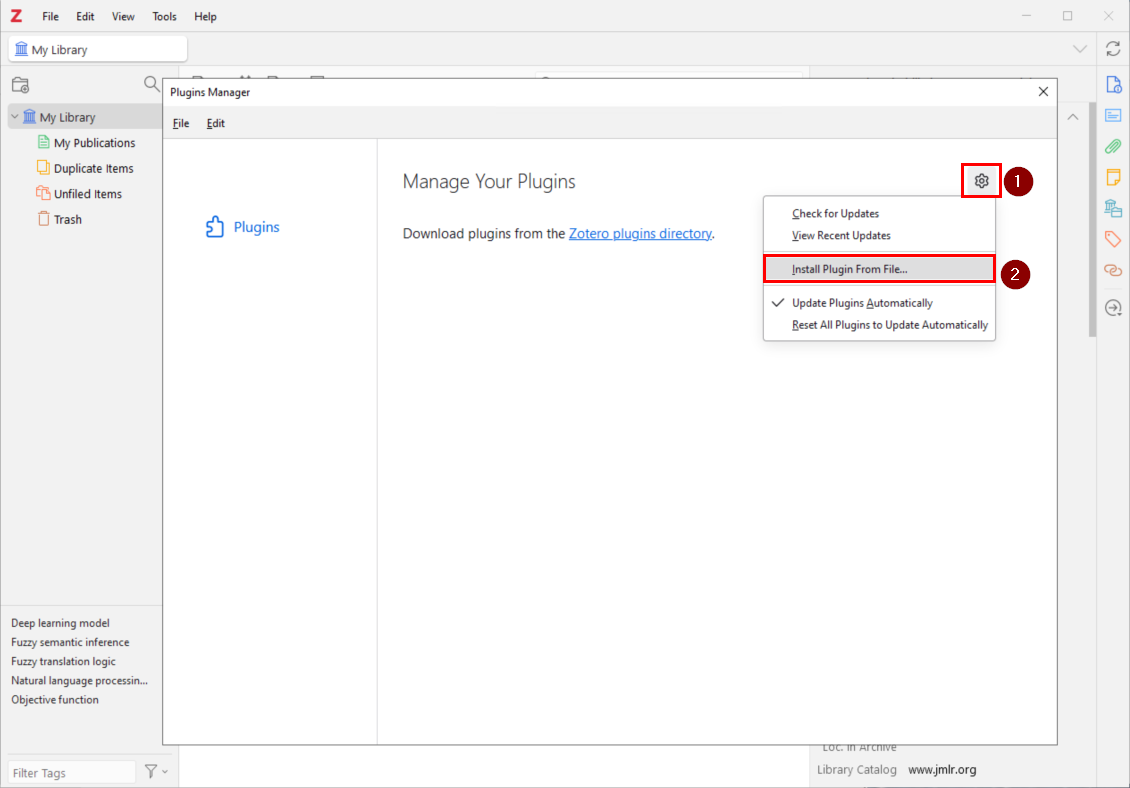 Z File Edit View Tools Help
My Library
Plugins Manager
File Edit
My Library
My Publications
Duplicate Items
Unfiled Items
Trash
Manage Your Plugins
1
Plugins
Download plugins from the Zotero plugins directory.
Check for Updates
View Recent Updates
Install Plugin From File...
2
Update Plugins Automatically
Reset All Plugins to Update Automatically
Deep learning model
Fuzzy semantic inference
Fuzzy translation logic
Natural language processin...
Objective function
Filter Tags
Loc. in Archive
Library Catalog www.jmlr.org